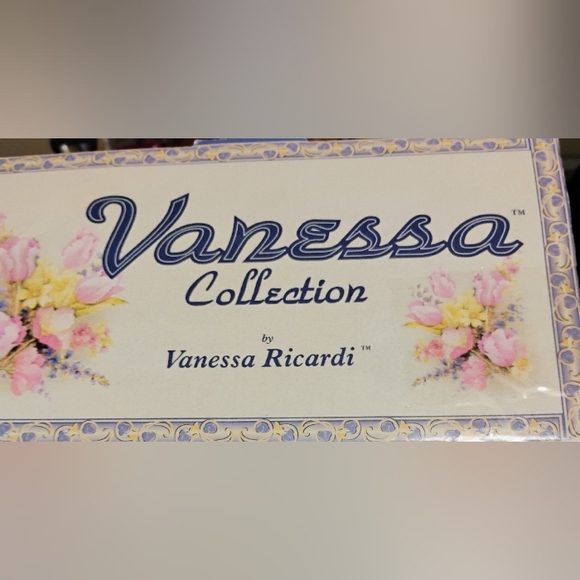 Vanessa™
Collection
by
Vanessa Ricardi™